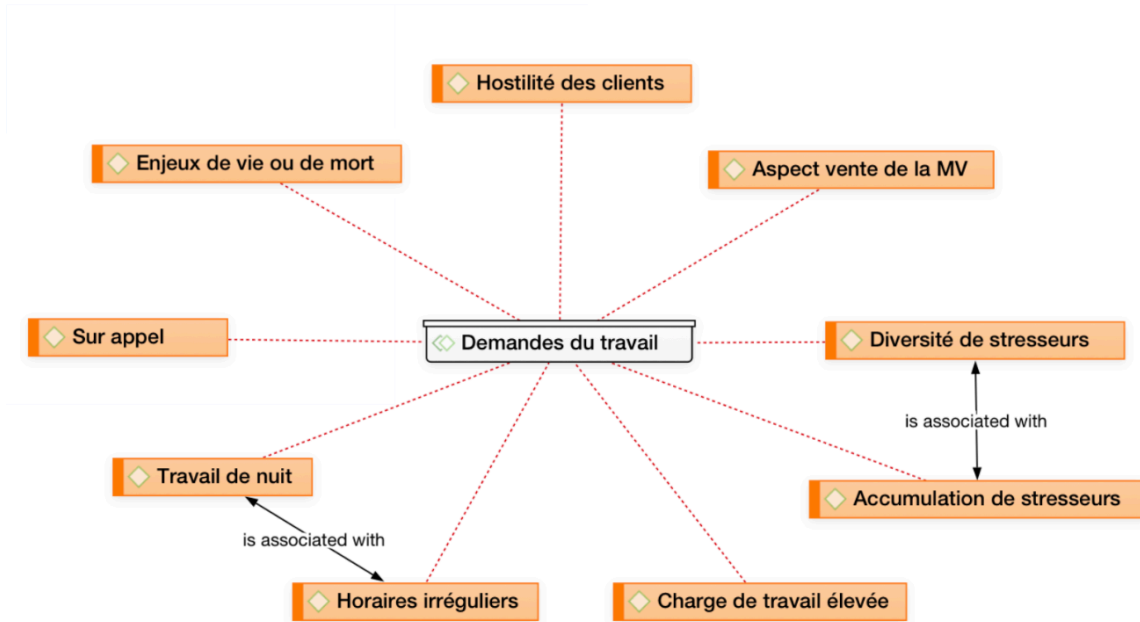 Hostilité des clients
Enjeux de vie ou de mort
Aspect vente de la MV
Sur appel
Demandes du travail
Diversité de stresseurs
is associated with
Travail de nuit
Accumulation de stresseurs
is associated with
Horaires irréguliers
Charge de travail élevée